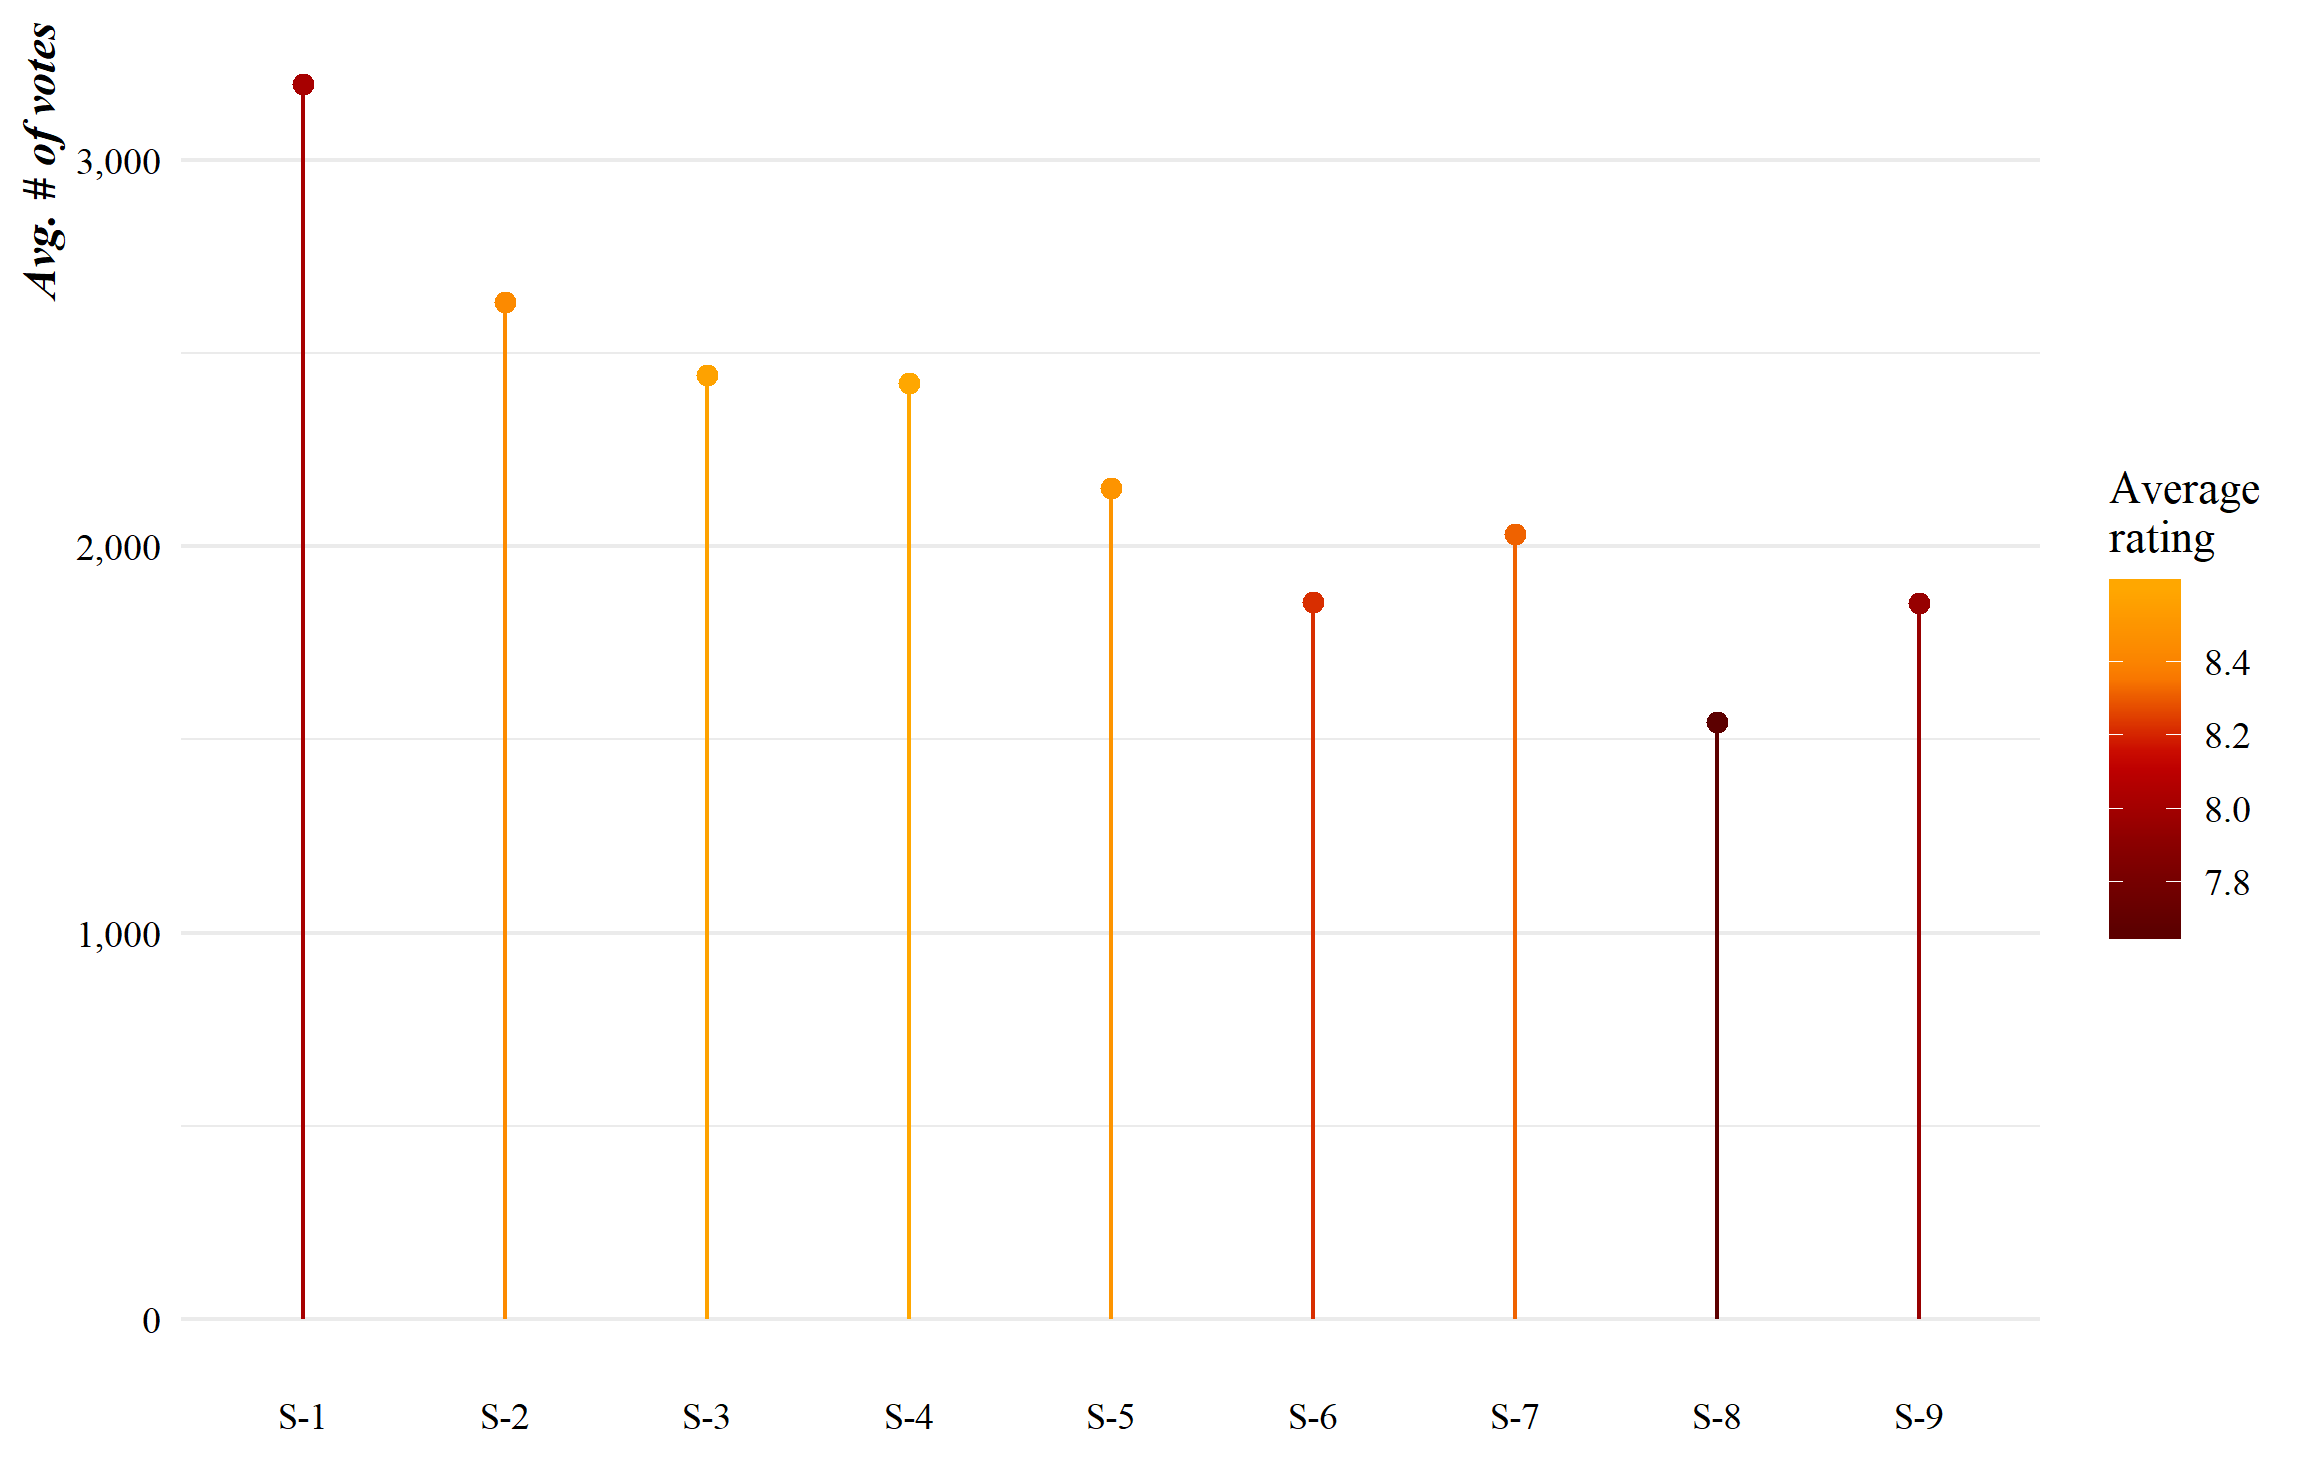 Avg. # of votes
3,000
2,000
1,000
0
S-1 S-2 S-3 S-4 S-5 S-6 S-7 S-8 S-9
Average
rating
8.4
8.2
8.0
7.8